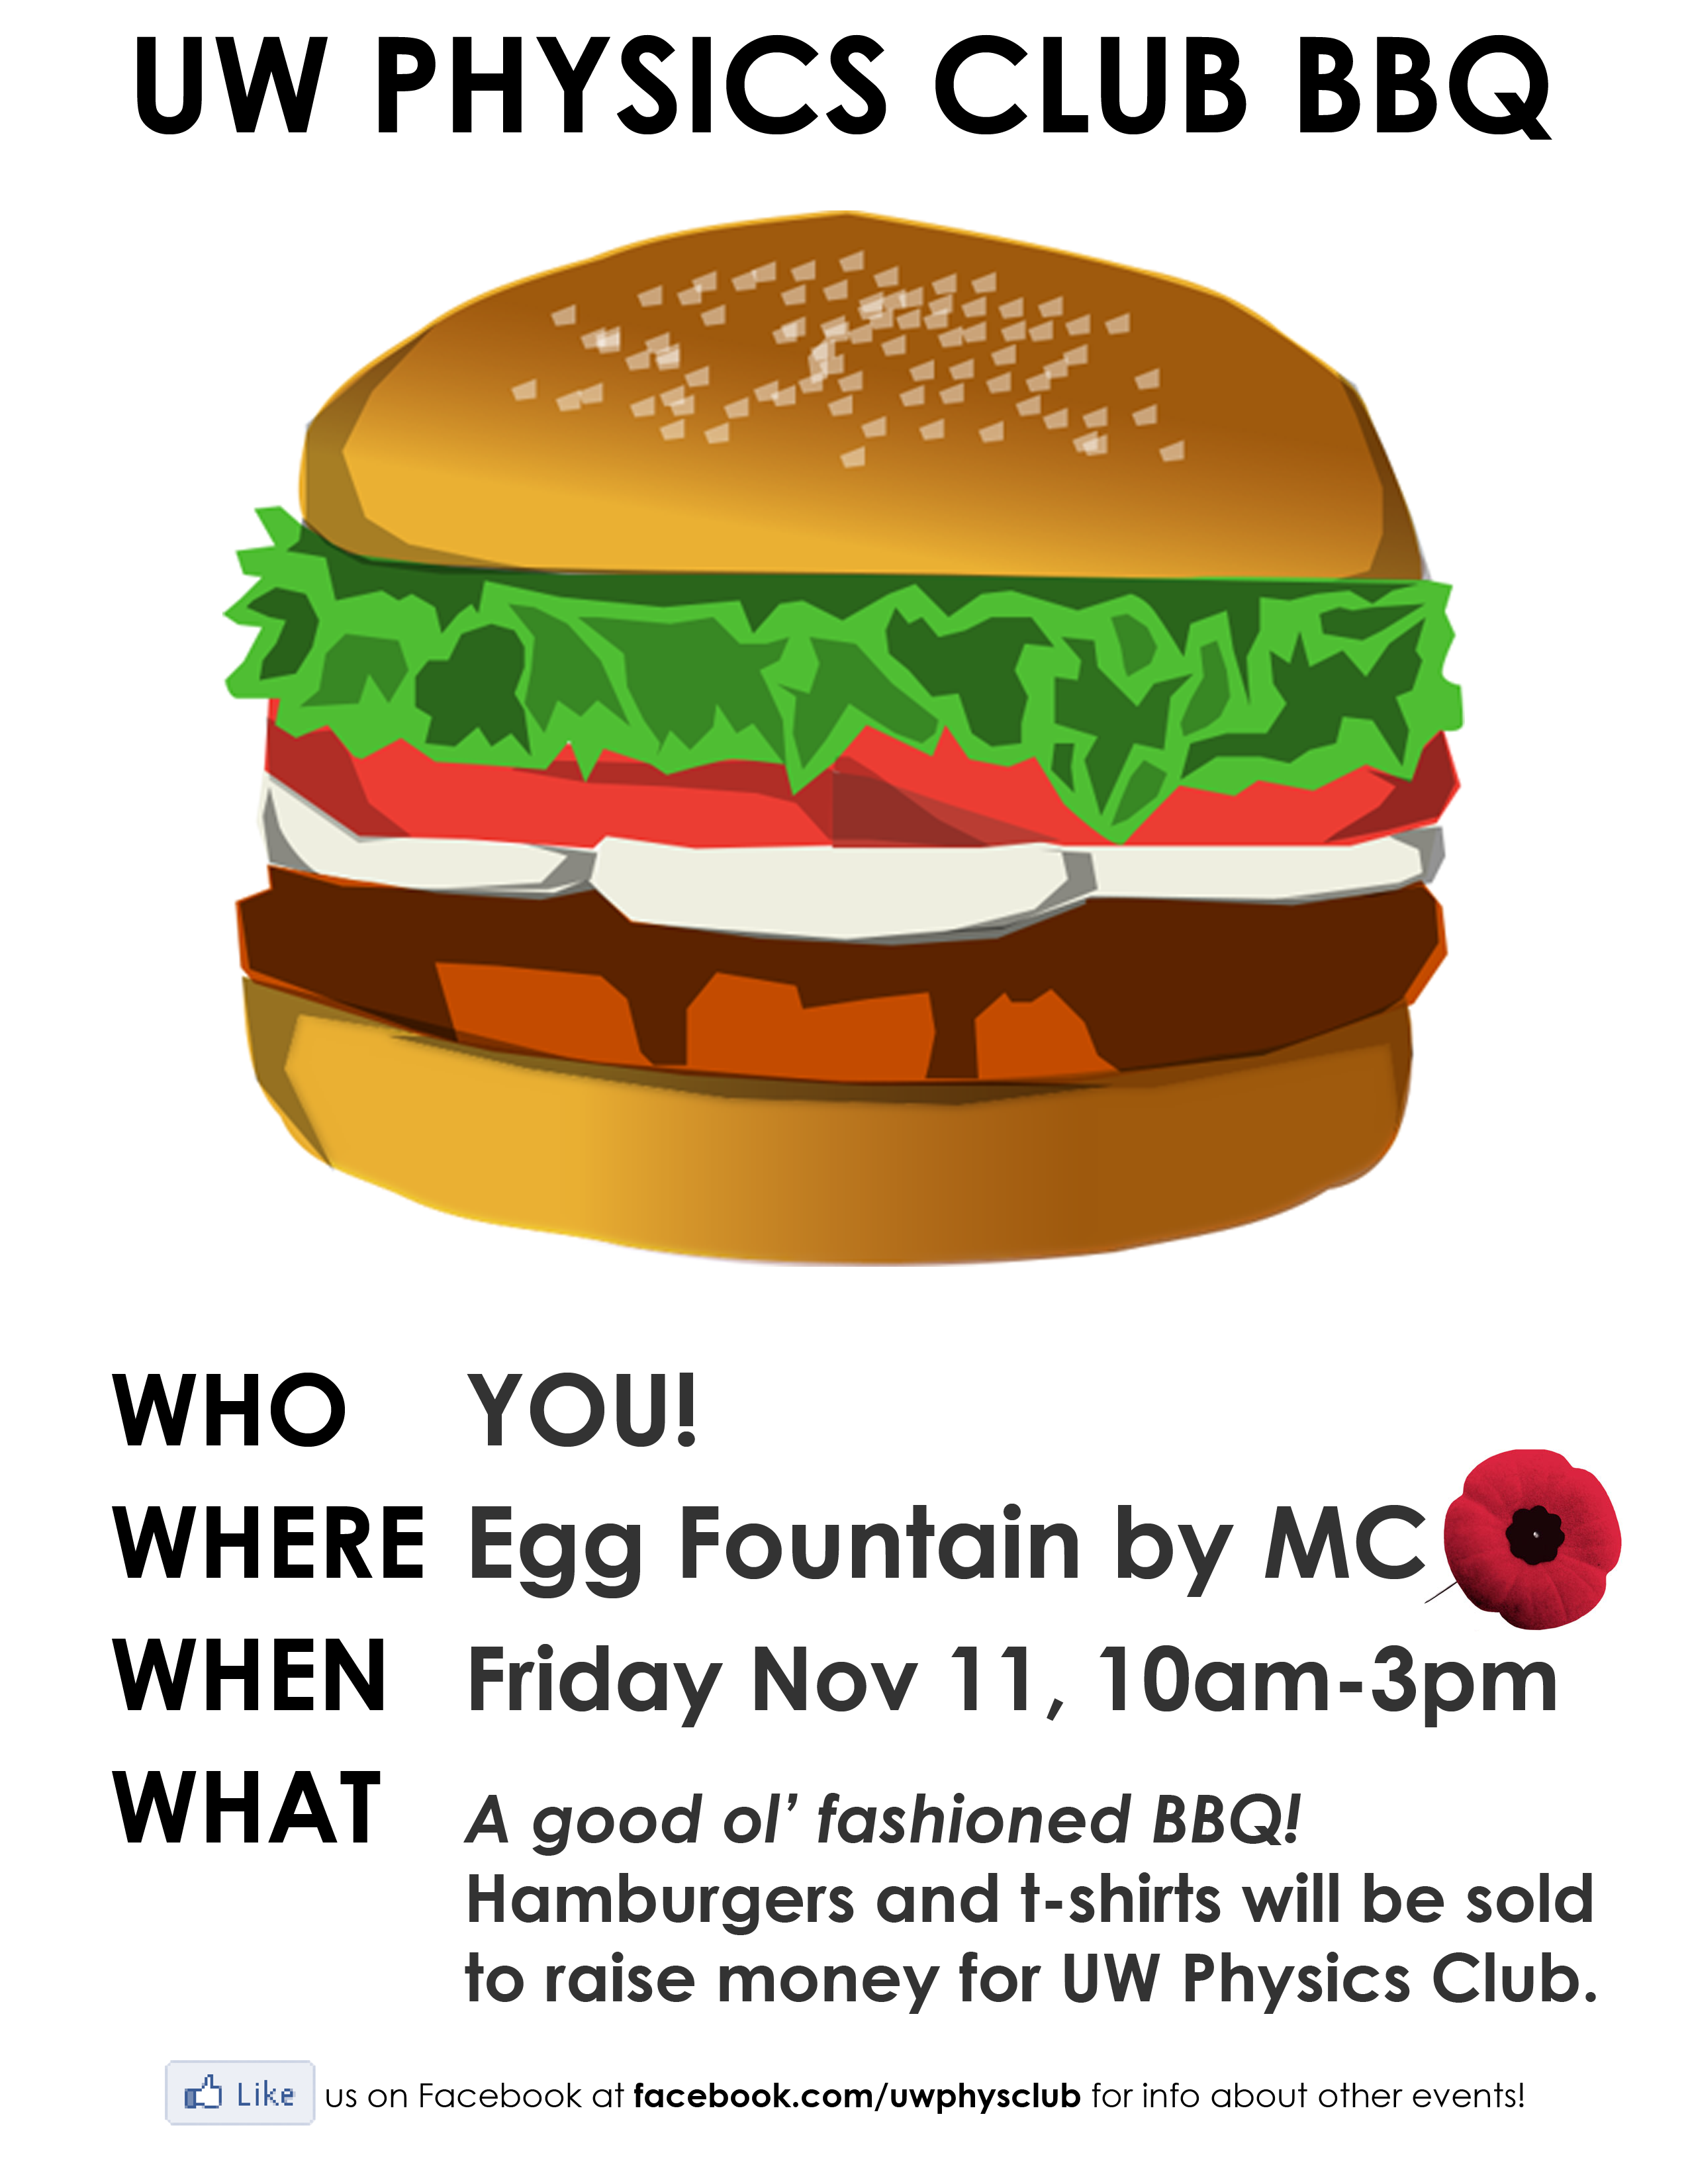 UW PHYSICS CLUB BBQ
WHO YOU!
WHERE Egg Fountain by MC
WHEN Friday Nov 11, 10am-3pm
WHAT A good ol’ fashioned BBQ!
Hamburgers and t-shirts will be sold
to raise money for UW Physics Club.
Like us on Facebook at facebook.com/uwphysclub for info about other events!